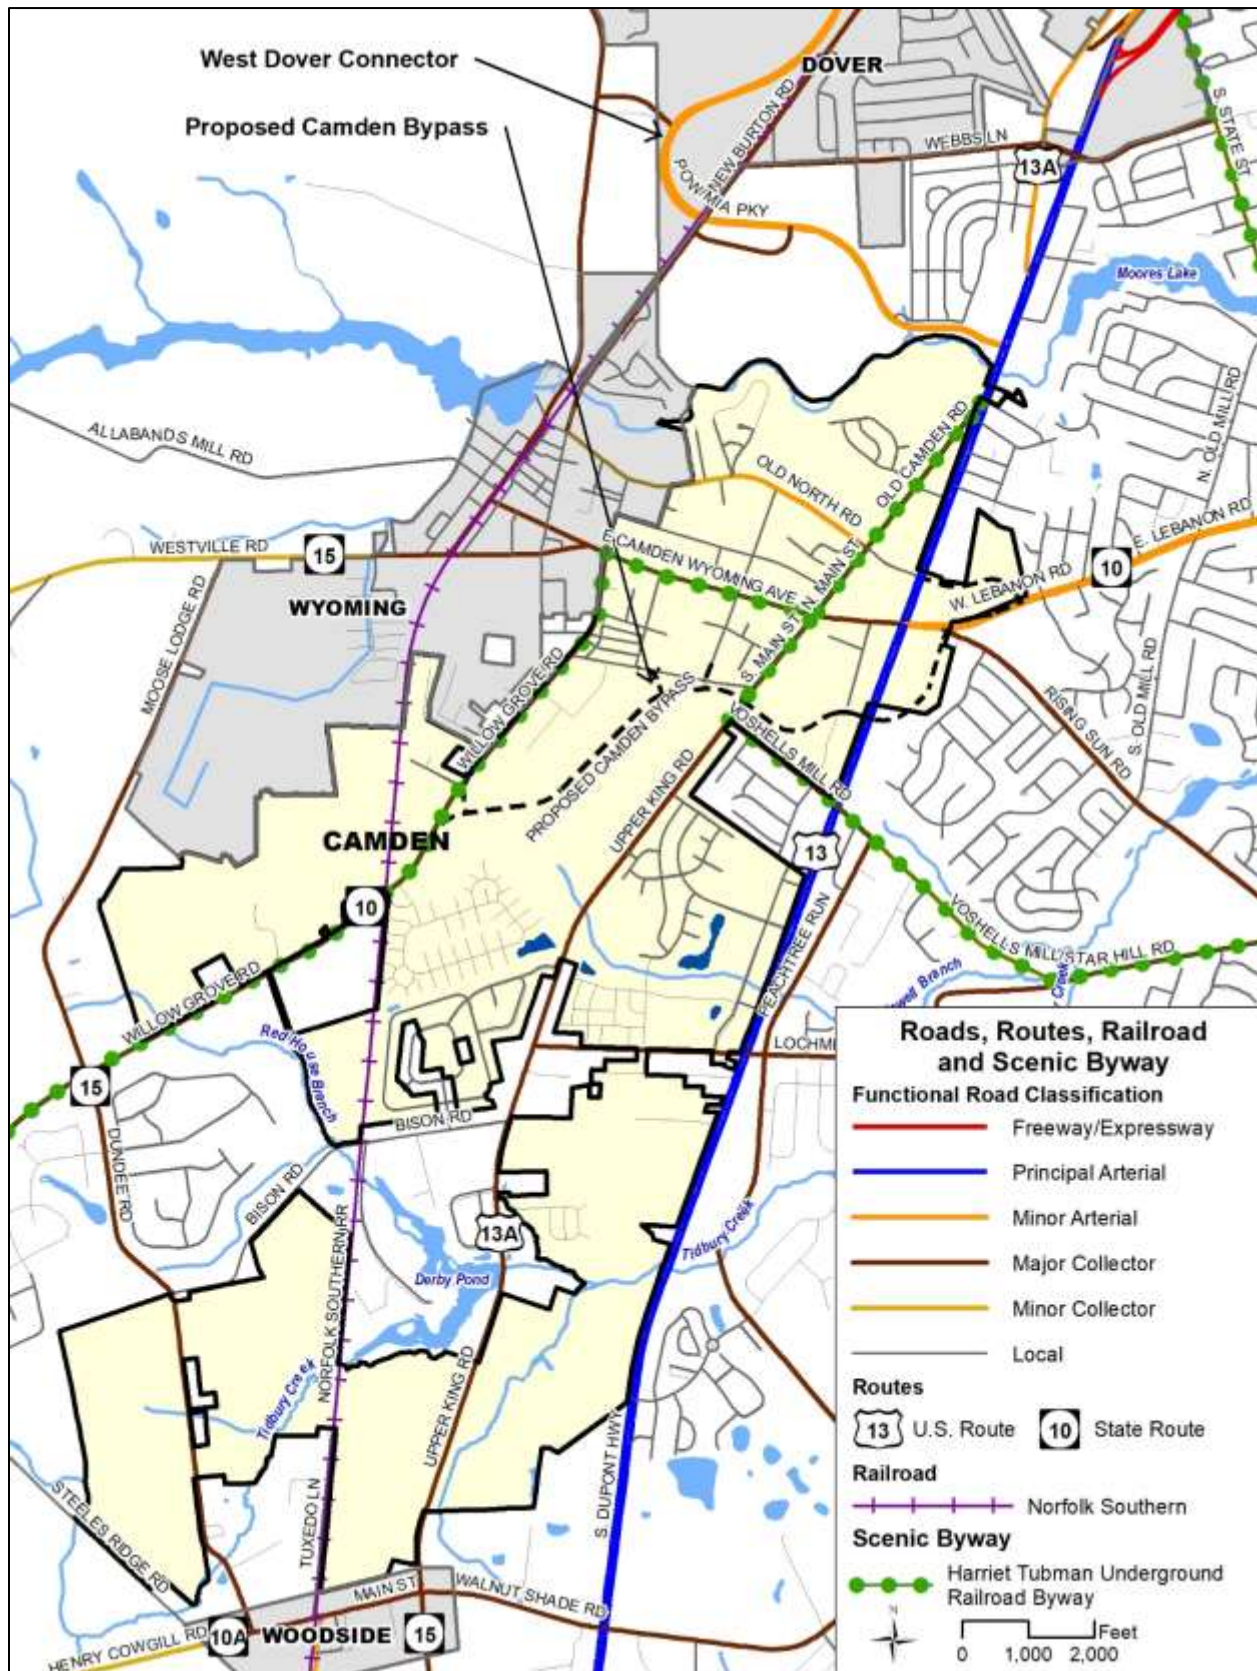 West Dover Connector
DOVER
Proposed Camden Bypass
NEW BURTON RD
POW/MIA PKY
WEBBS LN
13A
S. STATE ST
Moores Lake
ALLABANDS MILL RD
OLD CAMDEN RD
OLD NORTH RD
N. OLD MILL RD
WESTVILLE RD
15
E. LEBANON RD
10
W. LEBANON RD
E CAMDEN WYOMING AVE
N. MAIN ST
S. MAIN ST
WYOMING
MOOSE LODGE RD
WILLOW GROVE RD
PROPOSED CAMDEN BYPASS
VOSHELLS MILL RD
RISING SUN RD
S. OLD MILL RD
UPPER KING RD
CAMDEN
13
10
PEACHTREE RUN
VOSHELLS MILL/STAR HILL RD
WILLOW GROVE RD
Red House Branch
LOCHM
15
BISON RD
DUNDEE RD
BISON RD
13A
NORFOLK SOUTHERN RR
Derby Pond
Tidbury Creek
Tidbury Creek
UPPER KING RD
S. DUPONT HWY
STEELES RIDGE RD
TUXEDO LN
MAIN ST
WALNUT SHADE RD
HENRY COWGILL RD
10A
WOODSIDE
15
Roads, Routes, Railroad
and Scenic Byway
Functional Road Classification
Freeway/Expressway
Principal Arterial
Minor Arterial
Major Collector
Minor Collector
Local
Routes
13 U.S. Route 10 State Route
Railroad
Norfolk Southern
Scenic Byway
Harriet Tubman Underground
Railroad Byway
N
Feet
0 1,000 2,000